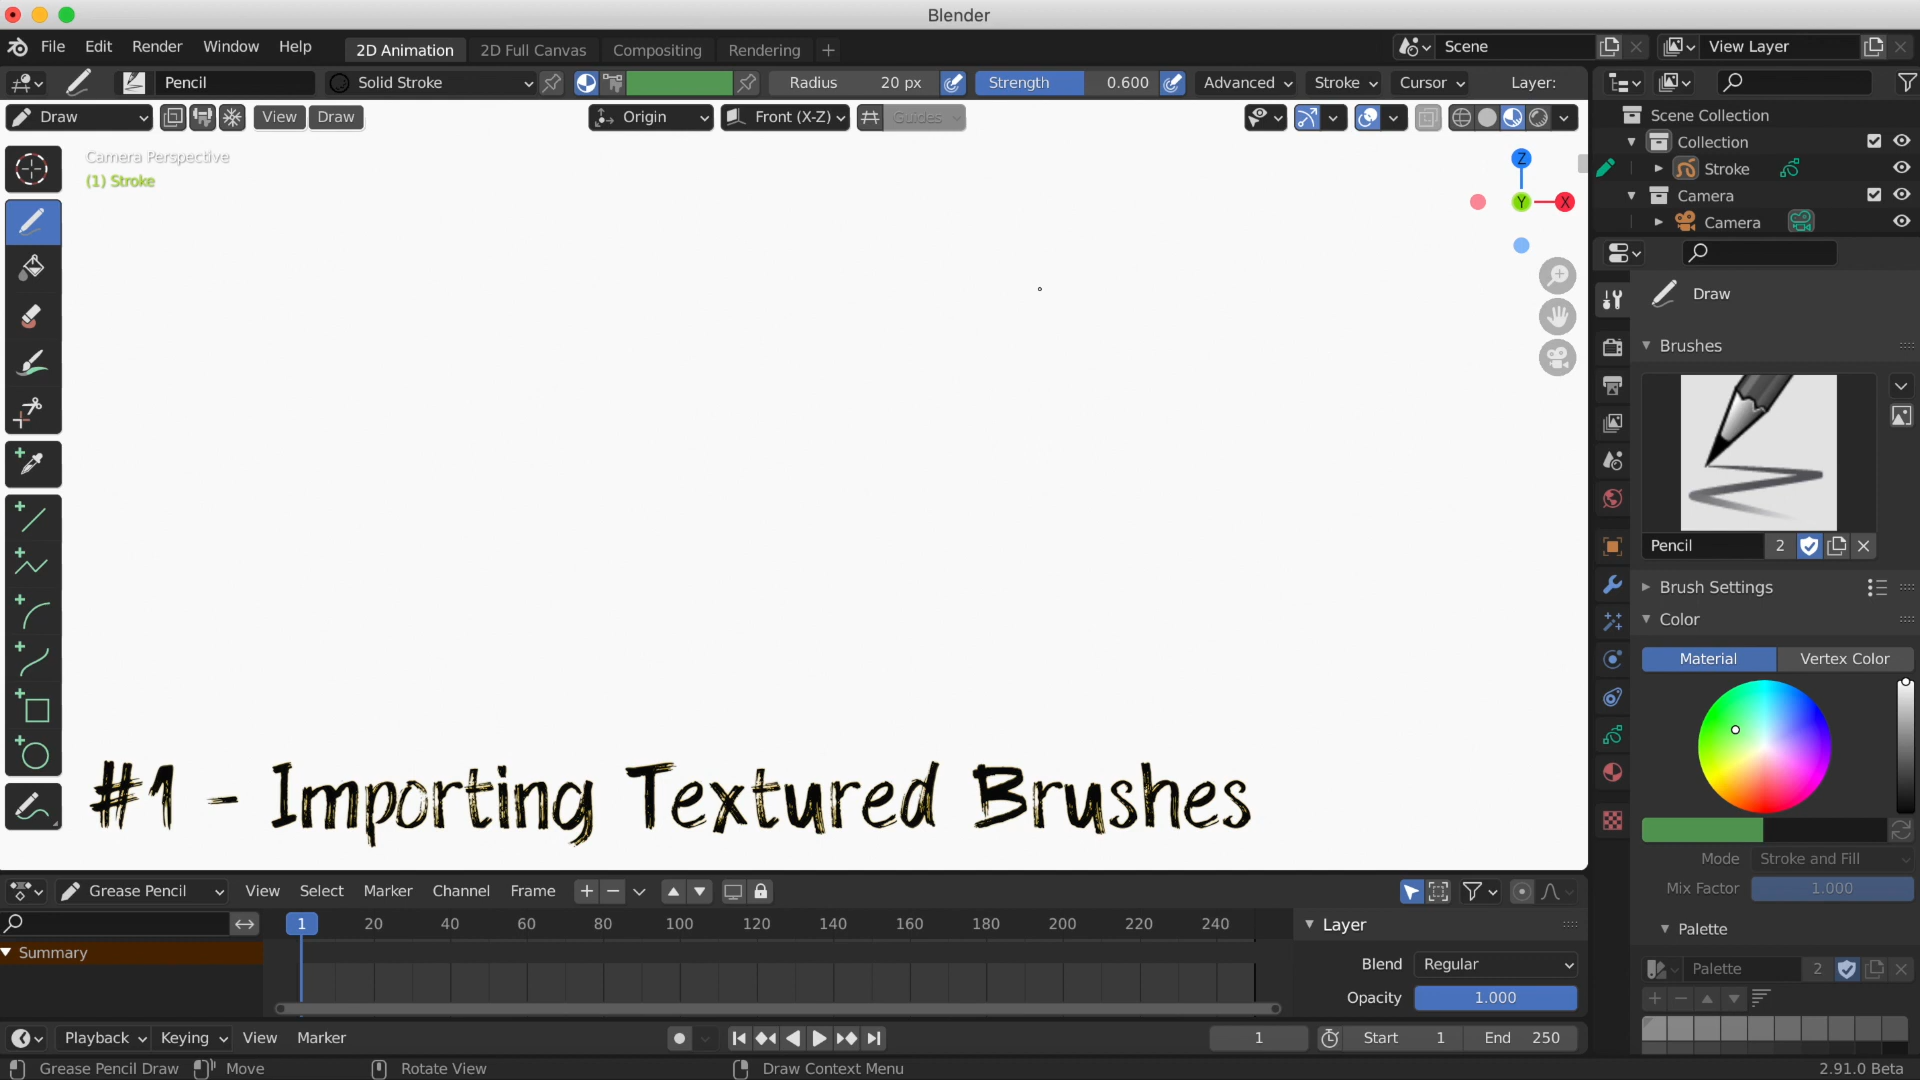 Blender
File Edit Render Window Help 2D Animation 2D Full Canvas Compositing Rendering + Scene View Layer
Pencil Solid Stroke Radius 20 px Strength 0.600 Advanced Stroke Cursor Layer:
Draw View Draw Origin Front (X-Z) Guides
Scene Collection
Collection
Stroke
Camera
Camera
Camera Perspective
(1) Stroke
Z
Y X
Draw
Brushes
Pencil 2
Brush Settings
Color
Material Vertex Color
Mode Stroke and Fill
Mix Factor 1.000
Palette
Palette 2
#1 - Importing Textured Brushes
Grease Pencil View Select Marker Channel Frame
1 20 40 60 80 100 120 140 160 180 200 220 240
Summary
Layer
Blend Regular
Opacity 1.000
Playback Keying View Marker 1 Start 1 End 250
Grease Pencil Draw Move Rotate View Draw Context Menu 2.91.0 Beta